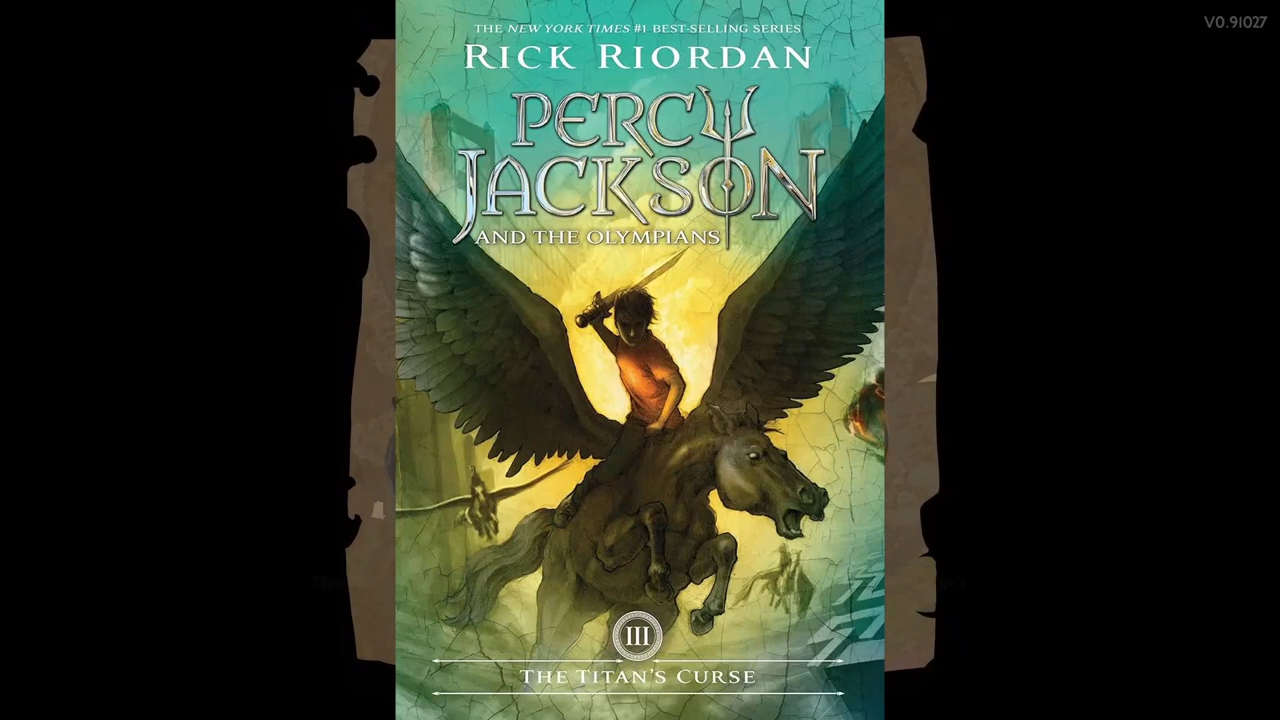 V0.91027
THE NEW YORK TIMES #1 BEST-SELLING SERIES
RICK RIORDAN
PERCY
JACKSON
AND THE OLYMPIANS
III
THE TITAN'S CURSE